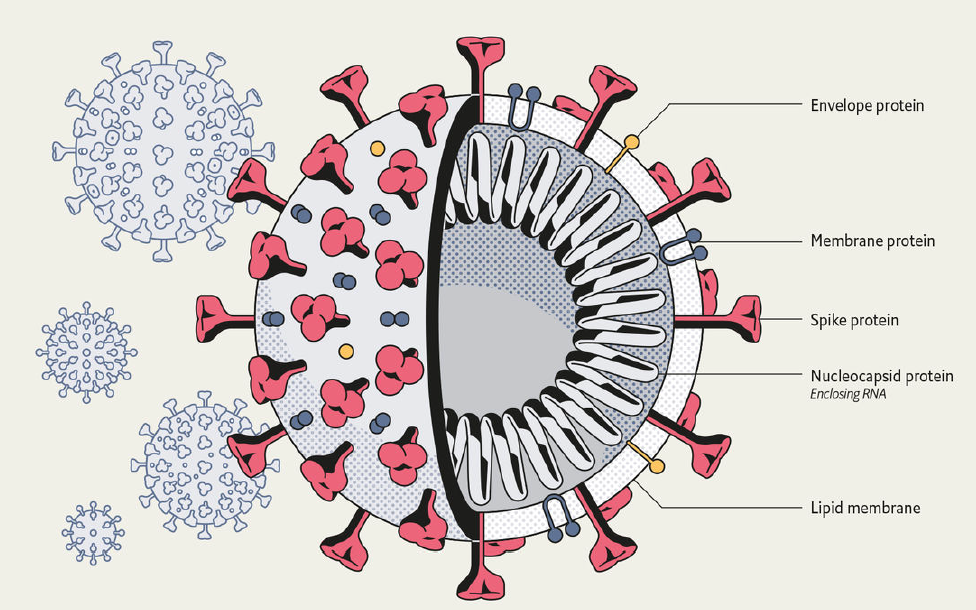 Envelope protein
Membrane protein
Spike protein
Nucleocapsid protein
Enclosing RNA
Lipid membrane